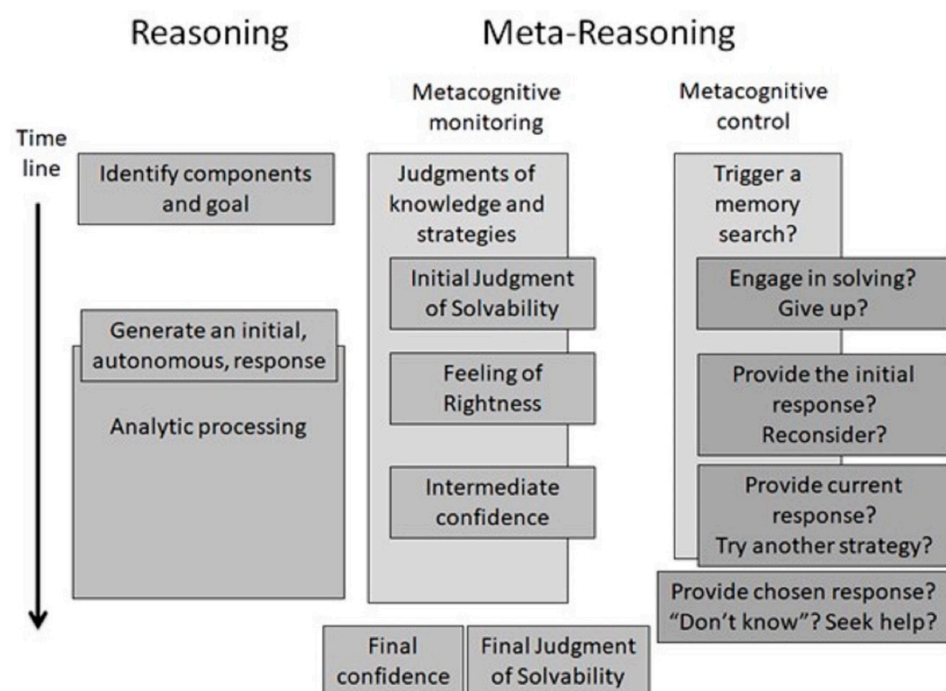 Reasoning
Meta-Reasoning
Metacognitive
monitoring
Metacognitive
control
Time
line
Identify components
and goal
Judgments of
knowledge and
strategies
Trigger a
memory
search?
Initial Judgment
of Solvability
Engage in solving?
Give up?
Generate an initial,
autonomous, response
Feeling of
Rightness
Provide the initial
response?
Reconsider?
Analytic processing
Intermediate
confidence
Provide current
response?
Try another strategy?
Provide chosen response?
“Don’t know”? Seek help?
Final
confidence
Final Judgment
of Solvability